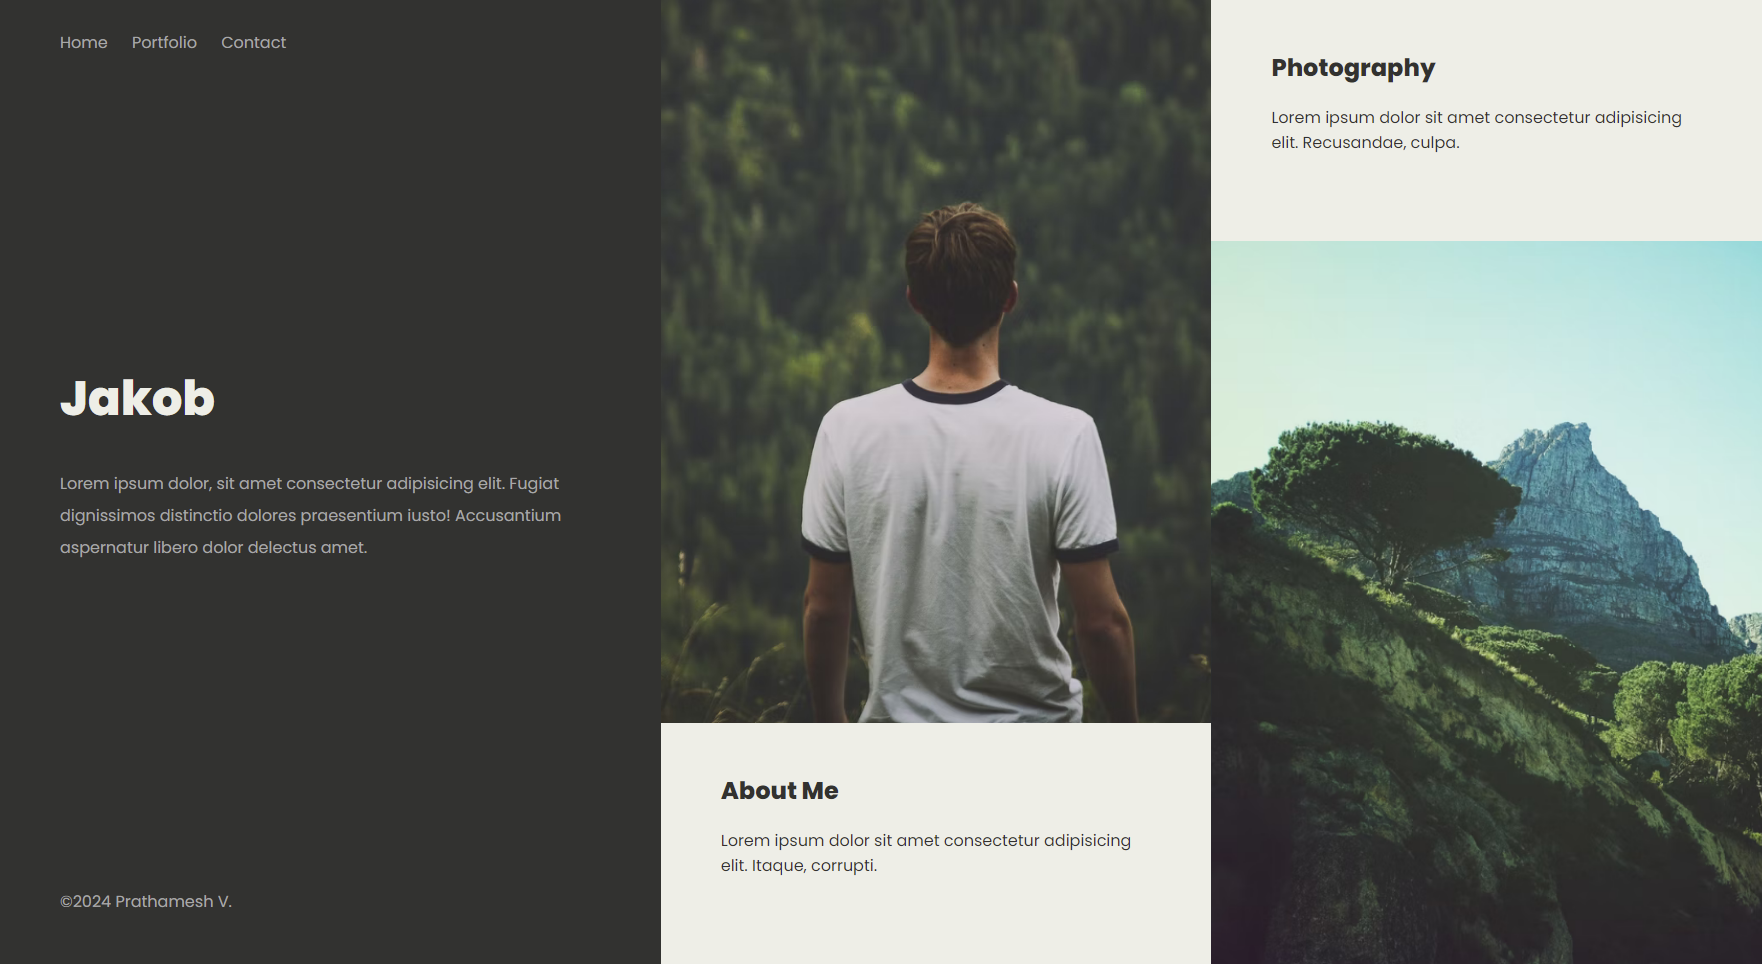 Home Portfolio Contact
Jakob
Lorem ipsum dolor, sit amet consectetur adipisicing elit. Fugiat
dignissimos distinctio dolores praesentium iusto! Accusantium
aspernatur libero dolor delectus amet.
©2024 Prathamesh V.
About Me
Lorem ipsum dolor sit amet consectetur adipisicing
elit. Itaque, corrupti.
Photography
Lorem ipsum dolor sit amet consectetur adipisicing
elit. Recusandae, culpa.